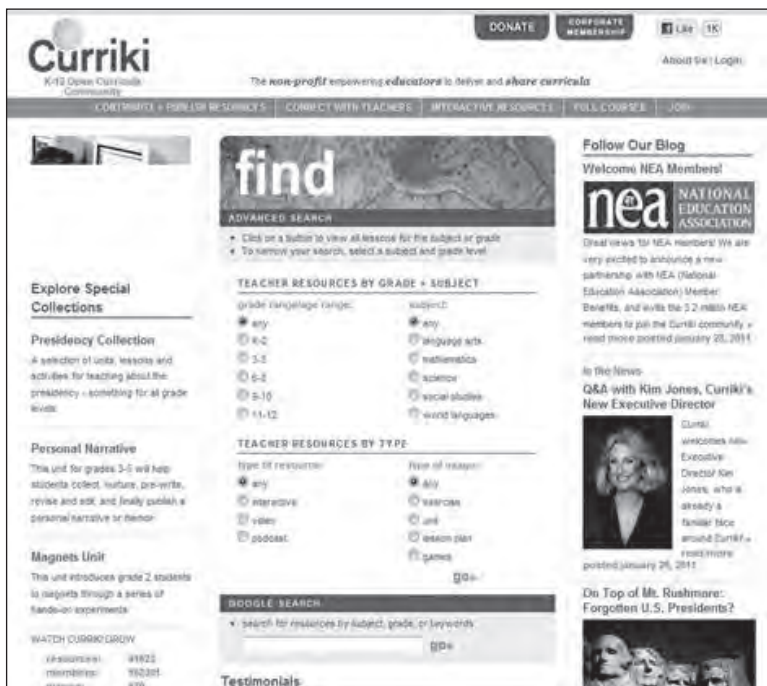 DONATE
CORPORATE
MEMBERSHIP
Like 1K
Curriki
K-12 Open Curricula
Community
The non-profit empowering educators to deliver and share curricula
About Us | Login
CONTRIBUTE + PUBLISH RESOURCES
CONNECT WITH TEACHERS
INTERACTIVE RESOURCES
FULL COURSES
JOIN
Explore Special
Collections
Presidency Collection
A selection of units, lessons and
activities for teaching about the
presidency - something for all grade
levels
Personal Narrative
This unit for grades 3-5 will help
students collect, nurture, pre-write,
revise and edit, and finally publish a
personal narrative or memoir
Magnets Unit
This unit introduces grade 2 students
to magnets through a series of
hands-on experiments
WATCH CURRIKI GROW
resources:
members:
find
ADVANCED SEARCH
• Click on a button to view all lessons for the subject or grade
• To narrow your search, select a subject and grade level
TEACHER RESOURCES BY GRADE + SUBJECT
grade range/age range:
any
K-2
3-5
6-8
9-10
11-12
subject:
any
language arts
mathematics
science
social studies
world languages
TEACHER RESOURCES BY TYPE
type of resource:
any
interactive
video
podcast
type of
any
exercise
unit
lesson plan
games
go»
GOOGLE SEARCH
• search for resources by subject, grade, or keywords
go»
Testimonials
Follow Our Blog
Welcome NEA Members!
nea NATIONAL
EDUCATION
ASSOCIATION
Great news for NEA members! We are
very excited to announce a new
partnership with NEA (National
Education Association) Member
Benefits, and invite the 3.2 million NEA
members to join the Curriki community »
read more posted january 28, 2011
In the News
Q&A with Kim Jones, Curriki's
New Executive Director
Curriki
welcomes new
Executive
Director Kim
Jones, who is
already a
familiar face
around Curriki »
read more
posted january 26, 2011
On Top of Mt. Rushmore:
Forgotten U.S. Presidents?